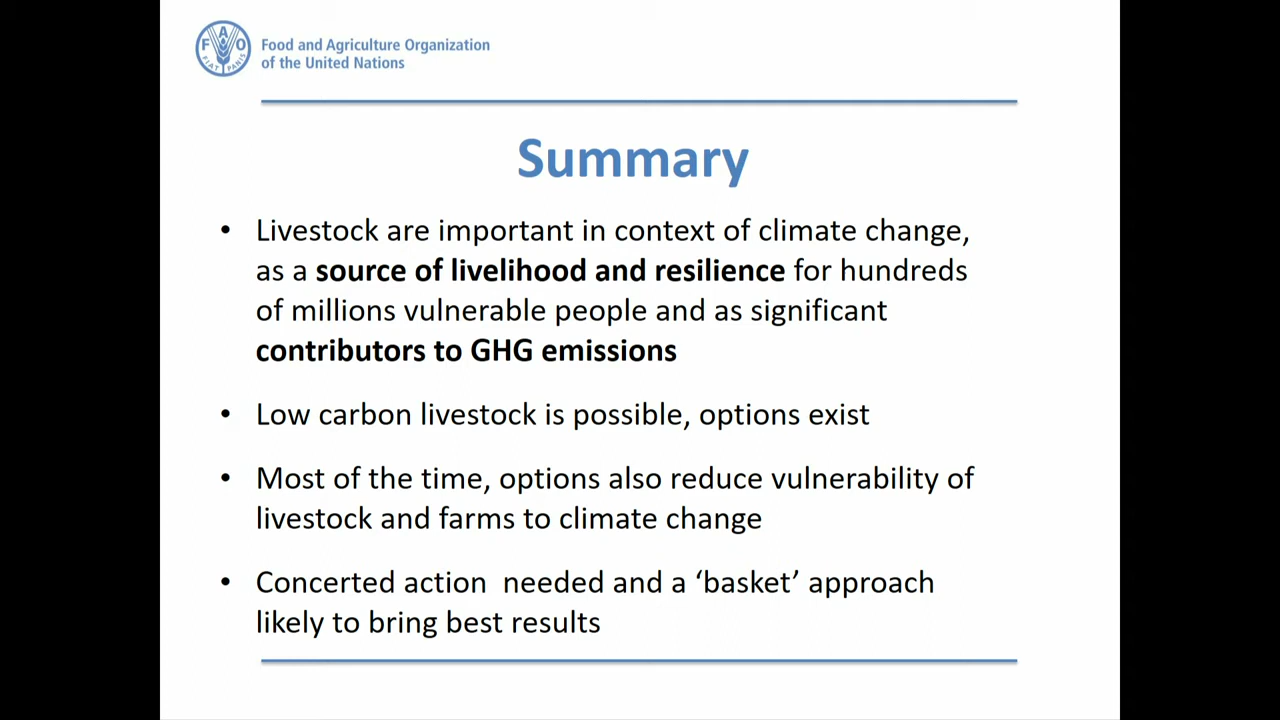 FAO
FIAT PANIS
Food and Agriculture Organization
of the United Nations
Summary
• Livestock are important in context of climate change,
as a source of livelihood and resilience for hundreds
of millions vulnerable people and as significant
contributors to GHG emissions
• Low carbon livestock is possible, options exist
• Most of the time, options also reduce vulnerability of
livestock and farms to climate change
• Concerted action  needed and a ‘basket’ approach
likely to bring best results